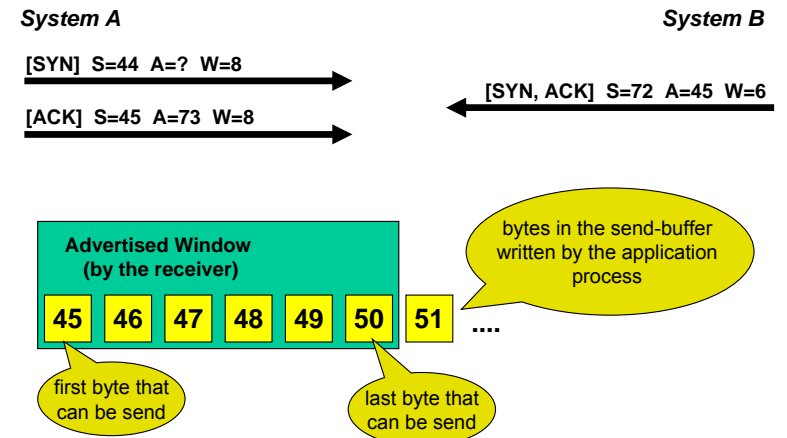 System A
System B
[SYN] S=44 A=? W=8
[SYN, ACK] S=72 A=45 W=6
[ACK] S=45 A=73 W=8
bytes in the send-buffer
written by the application
process
Advertised Window
(by the receiver)
45 46 47 48 49 50 51 ....
first byte that
can be send
last byte that
can be send